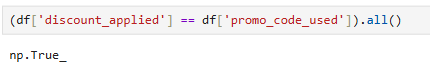 (df['discount_applied'] == df['promo_code_used']).all()
np.True_